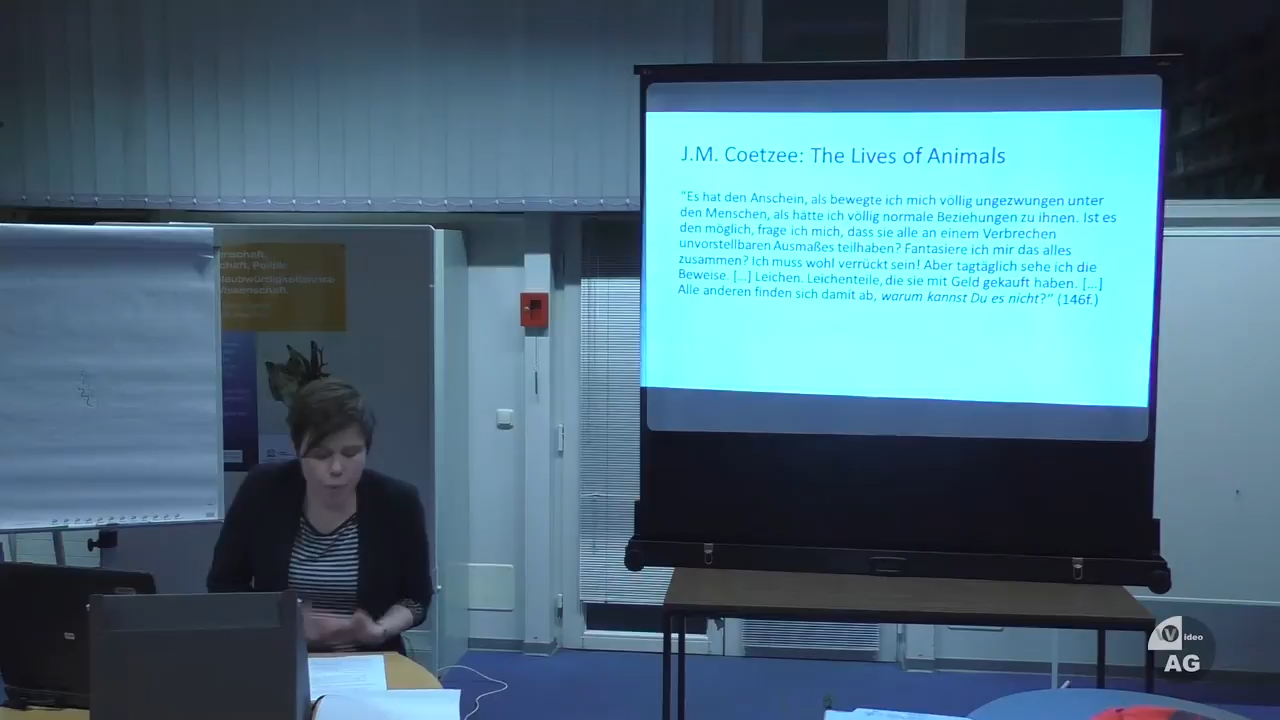 J.M. Coetzee: The Lives of Animals
"Es hat den Anschein, als bewegte ich mich völlig ungezwungen unter
den Menschen, als hätte ich völlig normale Beziehungen zu ihnen. Ist es
den möglich, frage ich mich, dass sie alle an einem Verbrechen
unvorstellbaren Ausmaßes teilhaben? Fantasiere ich mir das alles
zusammen? Ich muss wohl verrückt sein! Aber tagtäglich sehe ich die
Beweise. [...] Leichen. Leichenteile, die sie mit Geld gekauft haben. [...]
Alle anderen finden sich damit ab, warum kannst Du es nicht?" (146f.)
Politik
Wissenschaft.
Video
AG